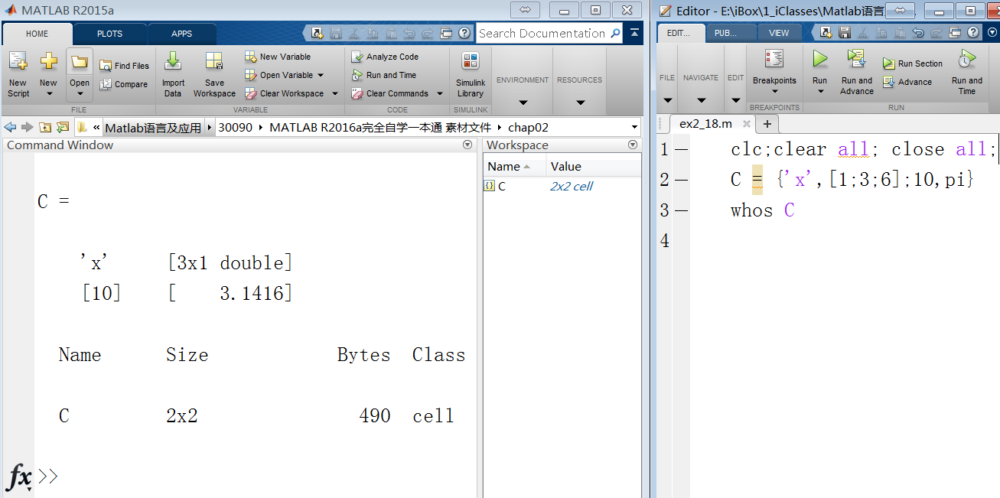 MATLAB R2015a
HOME PLOTS APPS
Search Documentation
New Script
New
Open
Find Files
Compare
Import Data
Save Workspace
New Variable
Open Variable
Clear Workspace
Analyze Code
Run and Time
Clear Commands
Simulink Library
ENVIRONMENT
RESOURCES
FILE VARIABLE CODE SIMULINK
« Matlab语言及应用 30090 MATLAB R2016a完全自学一本通 素材文件 chap02
Command Window
C =
'x' [3x1 double]
[10] [ 3.1416]
Name Size Bytes Class
C 2x2 490 cell
fx >>
Workspace
Name Value
{} C 2x2 cell
Editor - E:\iBox\1_iClasses\Matlab语言
EDIT... PUB... VIEW
FILE
NAVIGATE
EDIT
Breakpoints
Run
Run and Advance
Run Section
Advance
Run and Time
BREAKPOINTS RUN
ex2_18.m
+
1 clc;clear all; close all;
2 C = {'x',[1;3;6];10,pi}
3 whos C
4